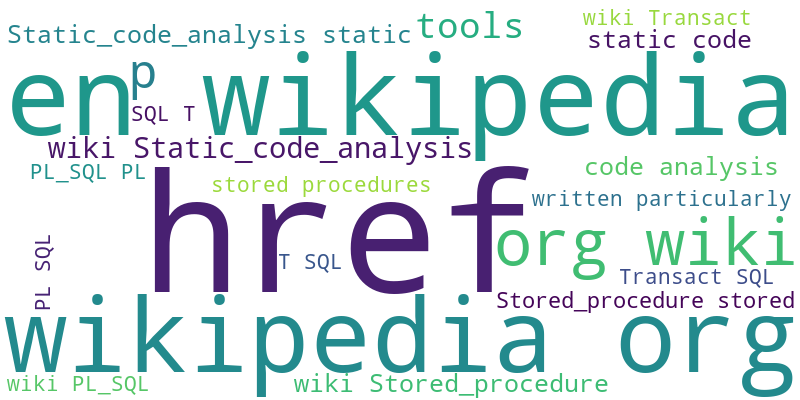 wiki Transact
tools
Static_code_analysis static
static code
en wikipedia
p
SQL T
wiki Static_code_analysis
code analysis
PL_SQL PL
stored procedures
written particularly
href
org wiki
PL SQL
T SQL
Transact SQL
Stored_procedure stored
wikipedia org
wiki PL_SQL
wiki Stored_procedure